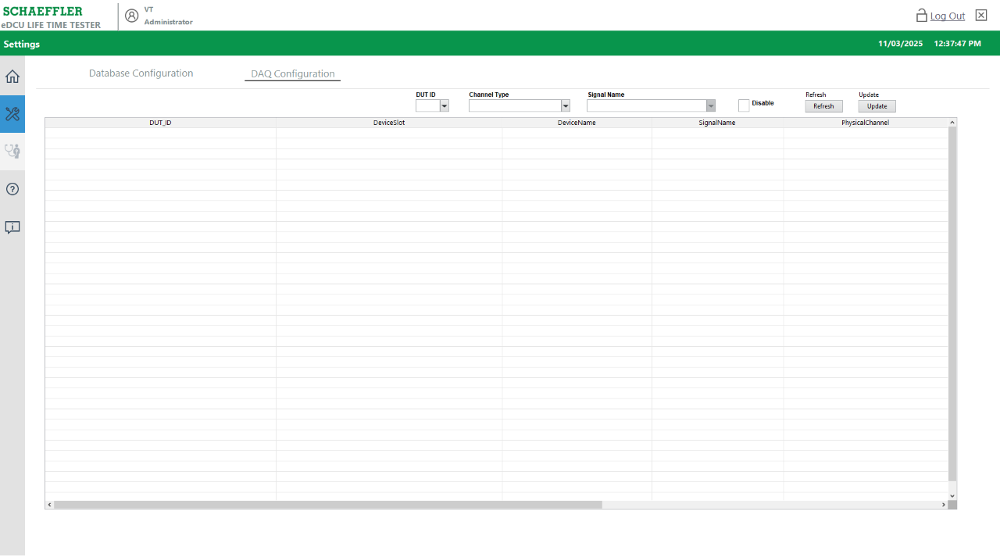 SCHAEFFLER
eDCU LIFE TIME TESTER
VT
Administrator
Log Out
Settings
11/03/2025 12:37:47 PM
Database Configuration
DAQ Configuration
DUT ID
Channel Type
Signal Name
Disable
Refresh
Update
Refresh
Update
DUT_ID DeviceSlot DeviceName SignalName PhysicalChannel